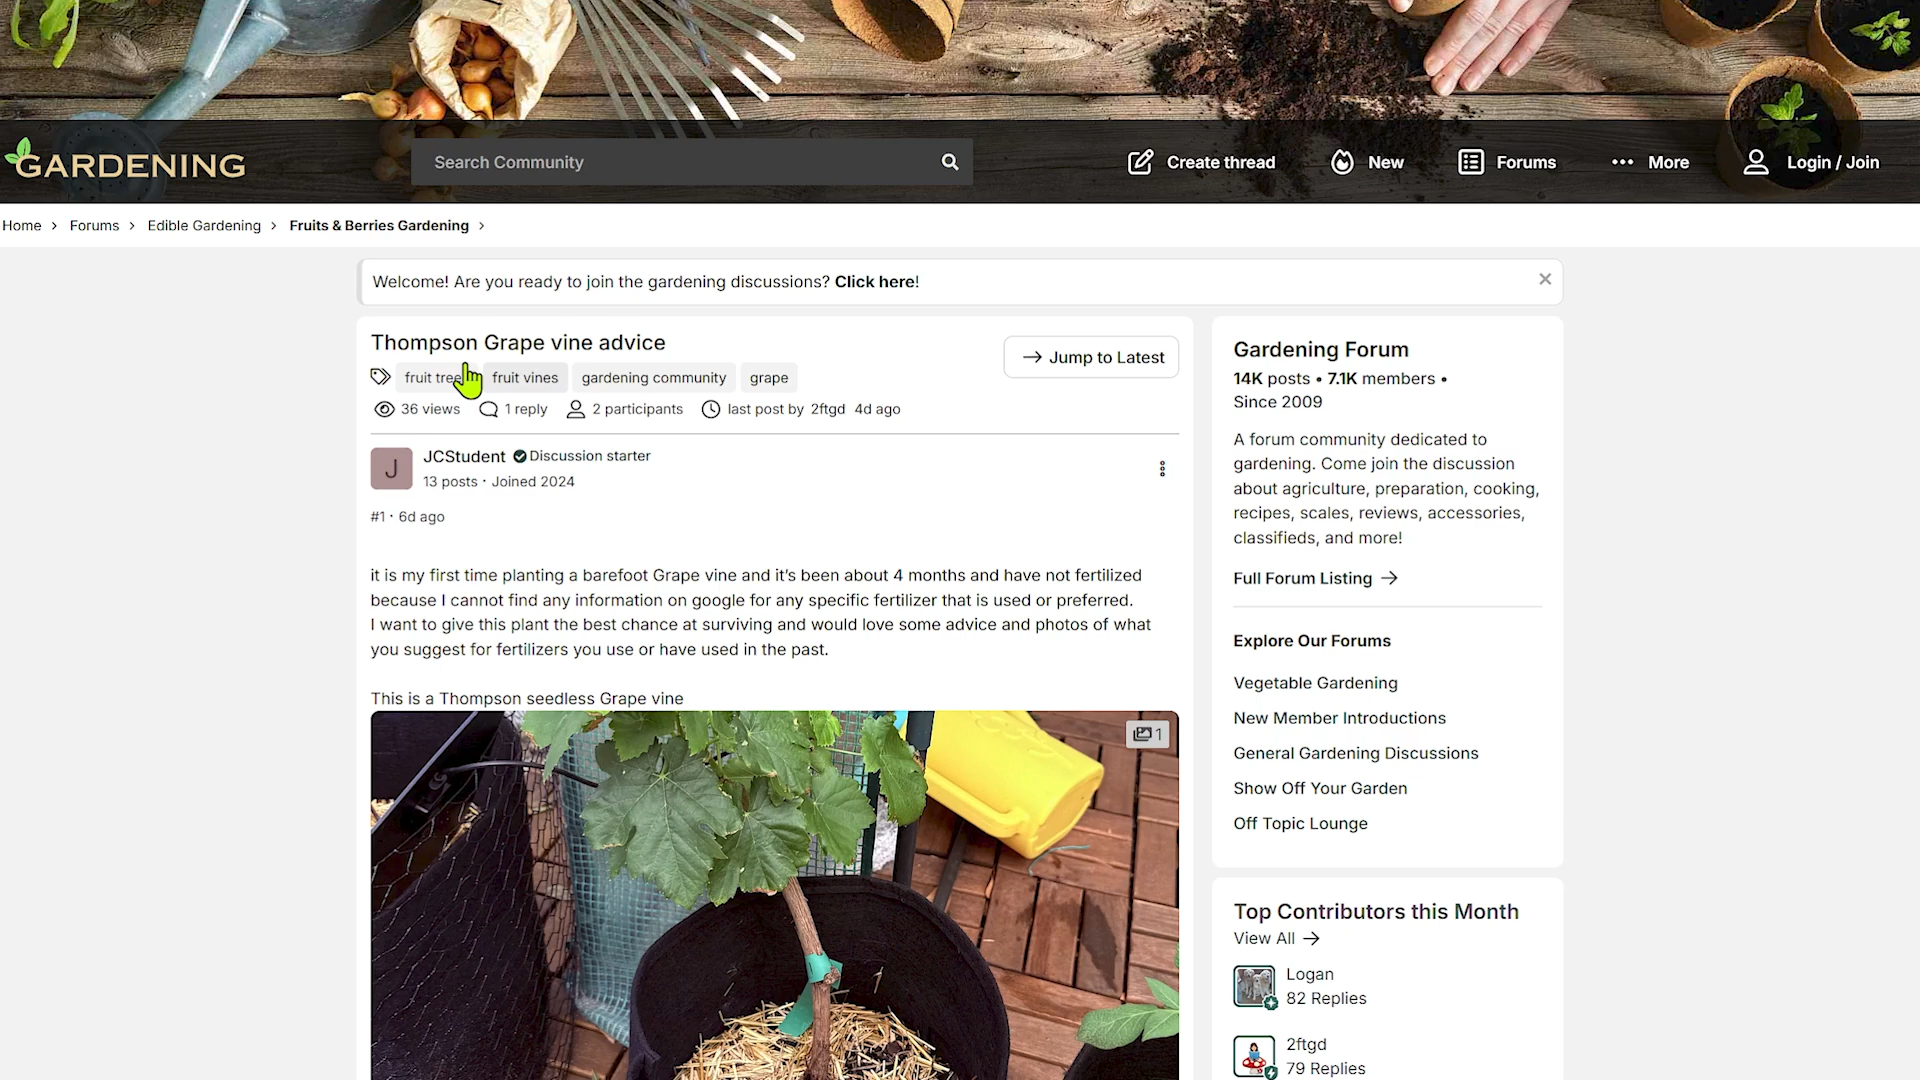 GARDENING
Search Community
Create thread
New
Forums
More
Login / Join
Home
Forums
Edible Gardening
Fruits & Berries Gardening
Welcome! Are you ready to join the gardening discussions? Click here!
Thompson Grape vine advice
Jump to Latest
fruit tree
fruit vines
gardening community
grape
36 views
1 reply
2 participants
last post by 2ftgd 4d ago
J
JCStudent
Discussion starter
13 posts · Joined 2024
#1 · 6d ago
it is my first time planting a barefoot Grape vine and it's been about 4 months and have not fertilized
because I cannot find any information on google for any specific fertilizer that is used or preferred.
I want to give this plant the best chance at surviving and would love some advice and photos of what
you suggest for fertilizers you use or have used in the past.
This is a Thompson seedless Grape vine
1
Gardening Forum
14K posts • 7.1K members •
Since 2009
A forum community dedicated to
gardening. Come join the discussion
about agriculture, preparation, cooking,
recipes, scales, reviews, accessories,
classifieds, and more!
Full Forum Listing
Explore Our Forums
Vegetable Gardening
New Member Introductions
General Gardening Discussions
Show Off Your Garden
Off Topic Lounge
Top Contributors this Month
View All
Logan
82 Replies
2ftgd
79 Replies